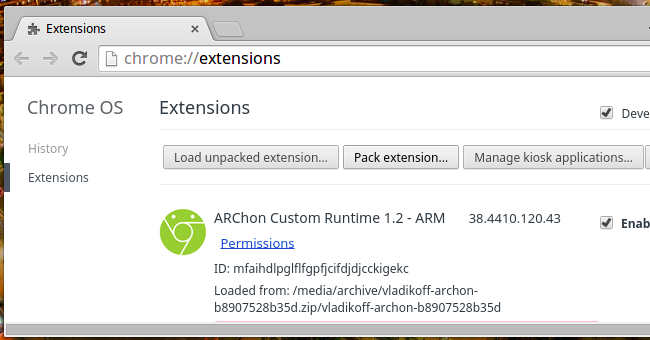 Extensions
chrome://extensions
Chrome OS
Extensions
Deve
History
Load unpacked extension...
Pack extension...
Manage kiosk applications...
Extensions
ARChon Custom Runtime 1.2 - ARM
38.4410.120.43
Enab
Permissions
ID: mfaihdlpglflfgpfjcifdjdjcckigekc
Loaded from: /media/archive/vladikoff-archon-
b8907528b35d.zip/vladikoff-archon-b8907528b35d